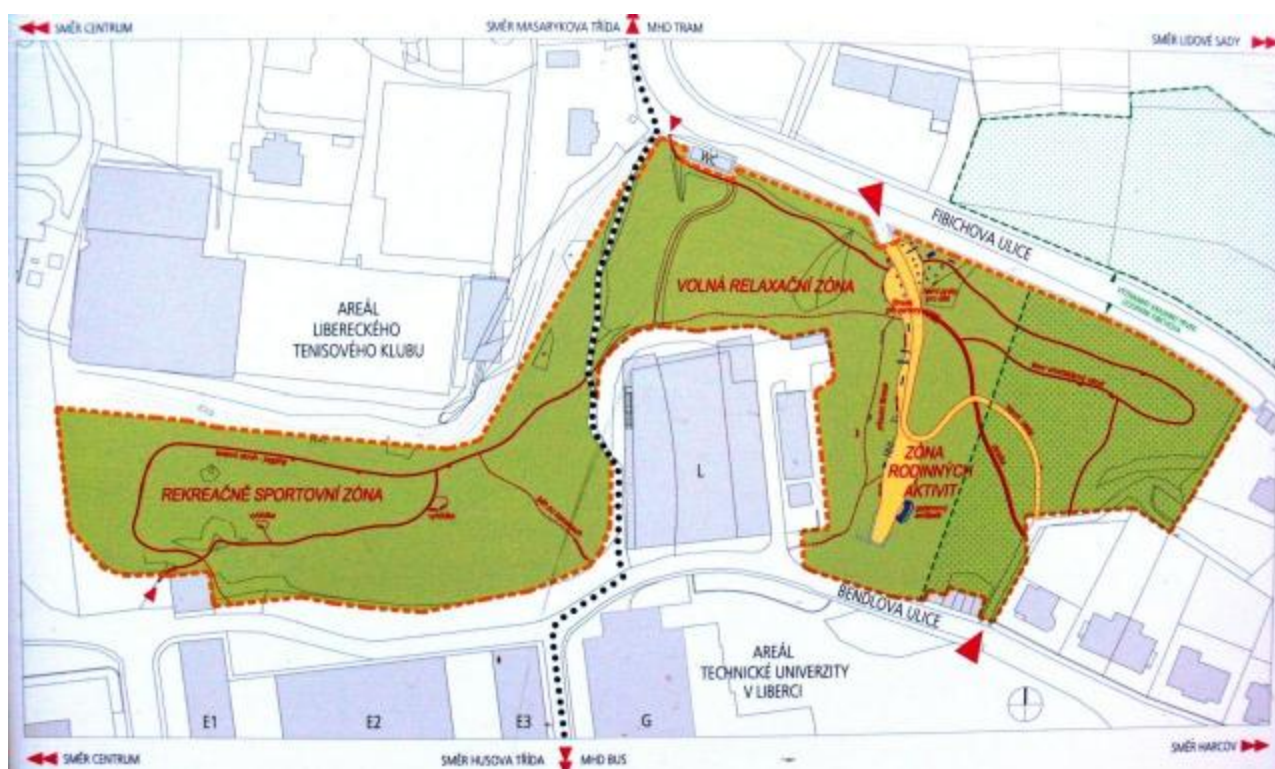 SMĚR CENTRUM
SMĚR MASARYKOVA TŘÍDA
MHD TRAM
SMĚR LIDOVÉ SADY
WC
FIBICHOVA ULICE
VOLNÁ RELAXAČNÍ ZÓNA
AREÁL
LIBERECKÉHO
TENISOVÉHO KLUBU
REKREAČNĚ SPORTOVNÍ ZÓNA
L
ZÓNA
RODINNÝCH
AKTIVIT
BENDLOVA ULICE
AREÁL
TECHNICKÉ UNIVERZITY
V LIBERCI
E1
E2
E3
G
SMĚR CENTRUM
SMĚR HUSOVA TŘÍDA
MHD BUS
SMĚR HARCOV